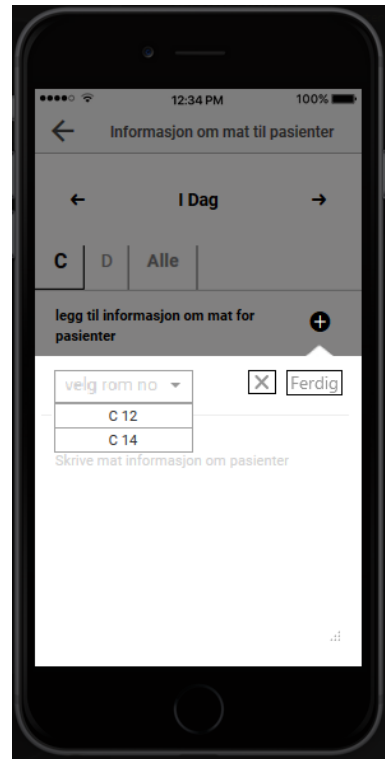 12:34 PM 100%
Informasjon om mat til pasienter
I Dag
C D Alle
legg til informasjon om mat for
pasienter
velg rom no Ferdig
C 12
C 14
Skrive mat informasjon om pasienter